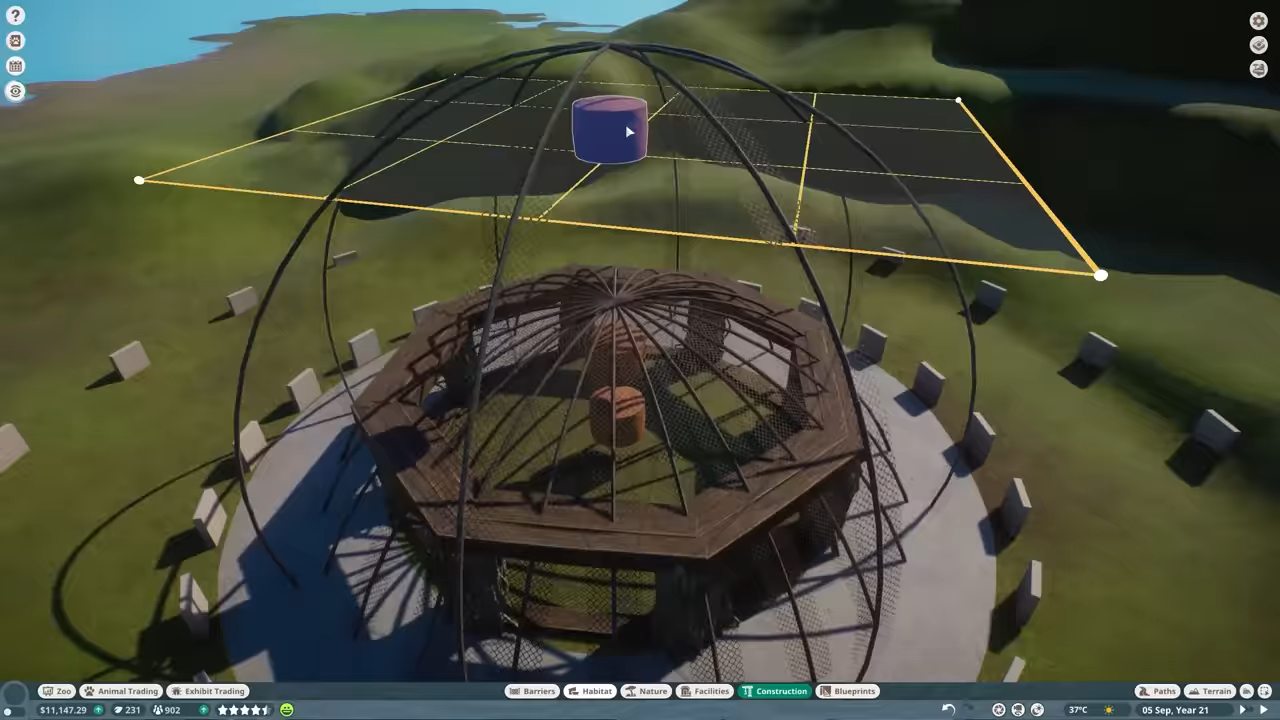 ?
Zoo Animal Trading Exhibit Trading Barriers Habitat Nature Facilities Construction Blueprints Paths Terrain
$11,147.29 231 902 37°C 05 Sep, Year 21